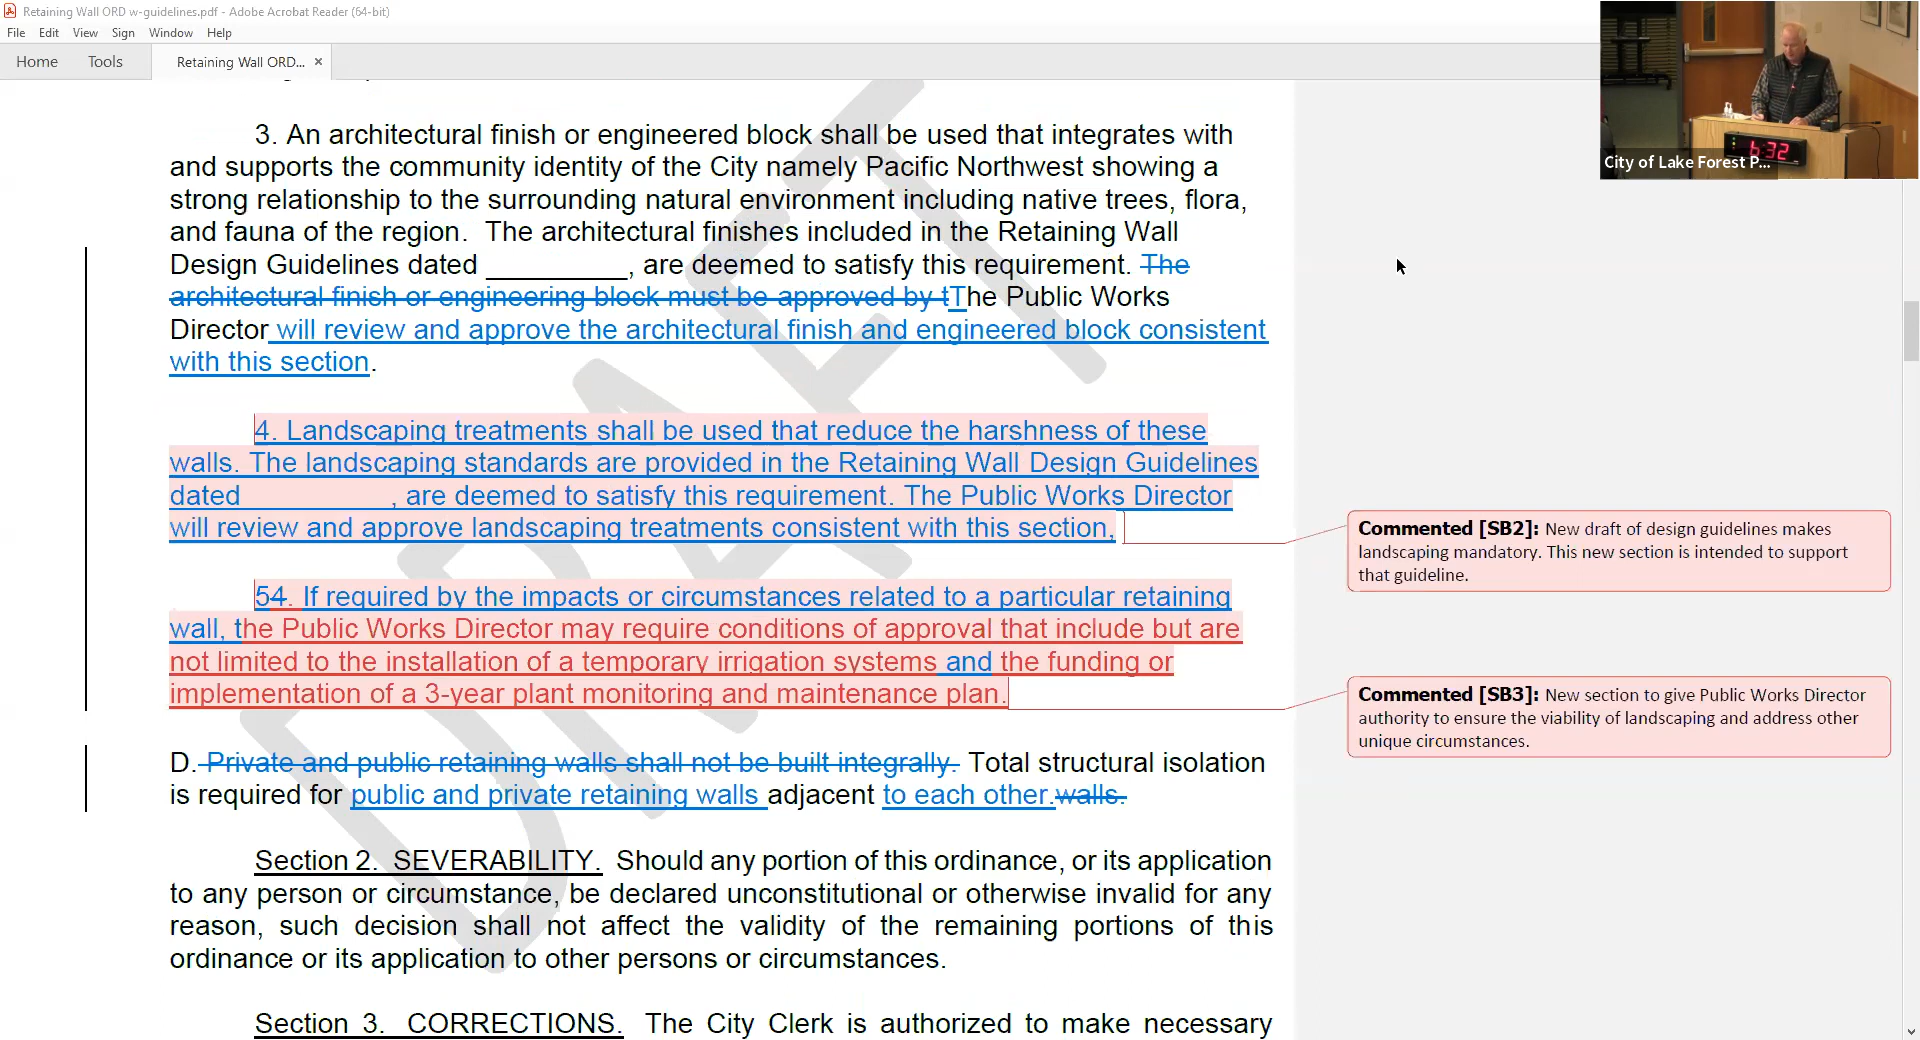 Retaining Wall ORD w-guidelines.pdf - Adobe Acrobat Reader (64-bit)
File Edit View Sign Window Help
Home Tools Retaining Wall ORD... ×
City of Lake Forest P...
6:32
3. An architectural finish or engineered block shall be used that integrates with
and supports the community identity of the City namely Pacific Northwest showing a
strong relationship to the surrounding natural environment including native trees, flora,
and fauna of the region. The architectural finishes included in the Retaining Wall
Design Guidelines dated _________, are deemed to satisfy this requirement. The
architectural finish or engineering block must be approved by tThe Public Works
Director will review and approve the architectural finish and engineered block consistent
with this section.
4. Landscaping treatments shall be used that reduce the harshness of these
walls. The landscaping standards are provided in the Retaining Wall Design Guidelines
dated _________, are deemed to satisfy this requirement. The Public Works Director
will review and approve landscaping treatments consistent with this section,
54. If required by the impacts or circumstances related to a particular retaining
wall, the Public Works Director may require conditions of approval that include but are
not limited to the installation of a temporary irrigation systems and the funding or
implementation of a 3-year plant monitoring and maintenance plan.
D. Private and public retaining walls shall not be built integrally. Total structural isolation
is required for public and private retaining walls adjacent to each other.walls.
Section 2. SEVERABILITY. Should any portion of this ordinance, or its application
to any person or circumstance, be declared unconstitutional or otherwise invalid for any
reason, such decision shall not affect the validity of the remaining portions of this
ordinance or its application to other persons or circumstances.
Section 3. CORRECTIONS. The City Clerk is authorized to make necessary
Commented [SB2]: New draft of design guidelines makes
landscaping mandatory. This new section is intended to support
that guideline.
Commented [SB3]: New section to give Public Works Director
authority to ensure the viability of landscaping and address other
unique circumstances.
DRAFT